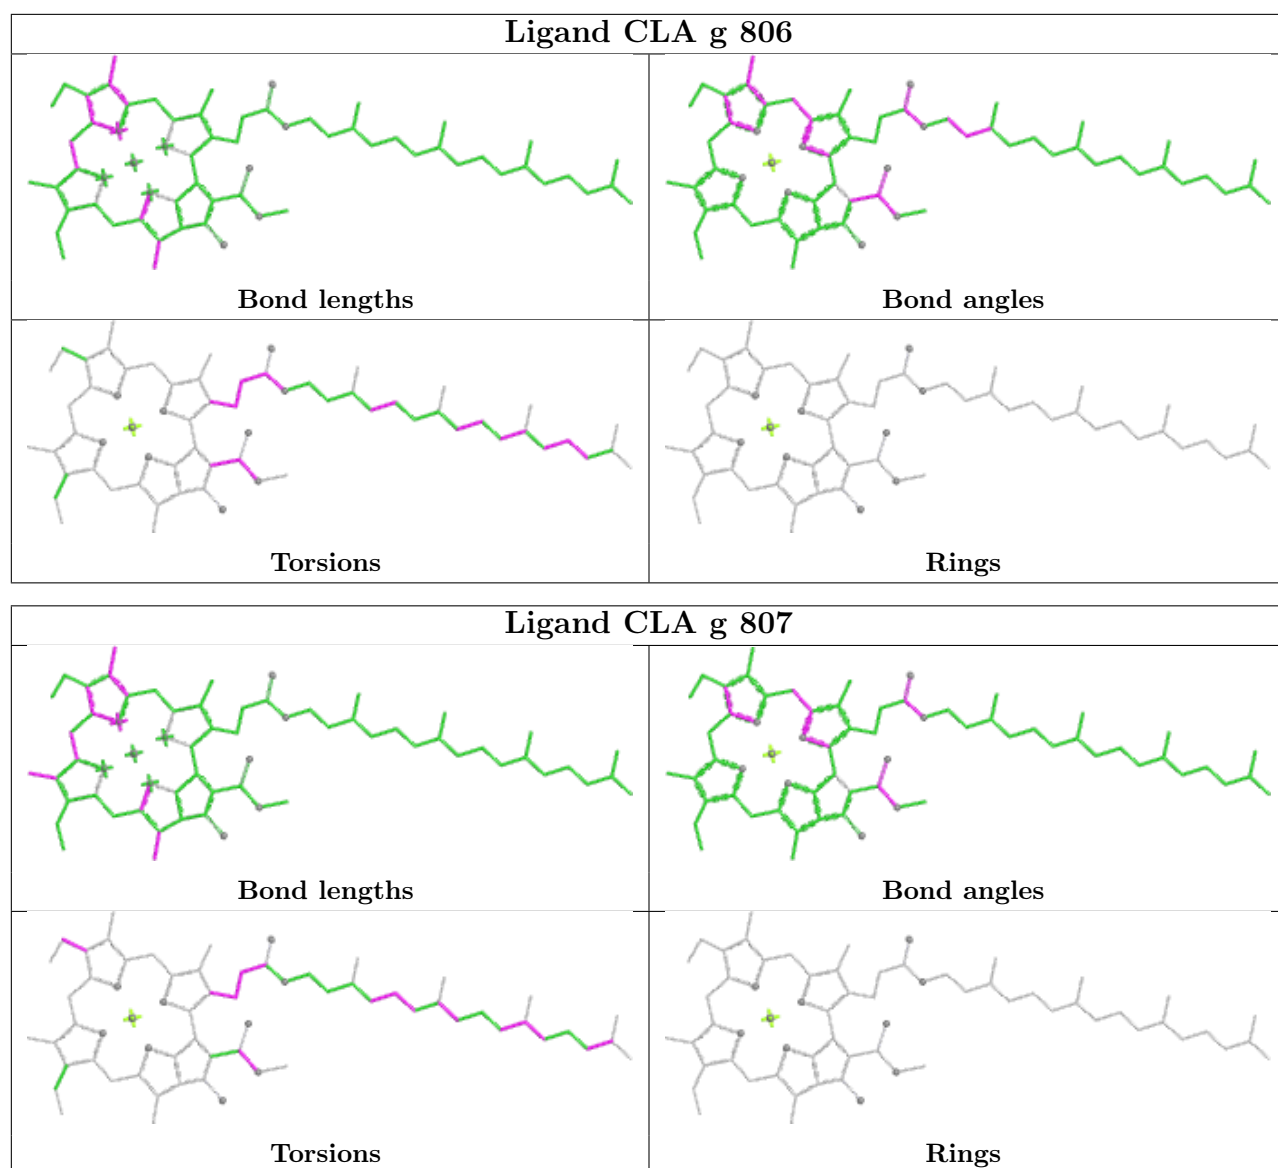 Ligand CLA g 806
Bond lengths
Bond angles
Torsions
Rings
Ligand CLA g 807
Bond lengths
Bond angles
Torsions
Rings